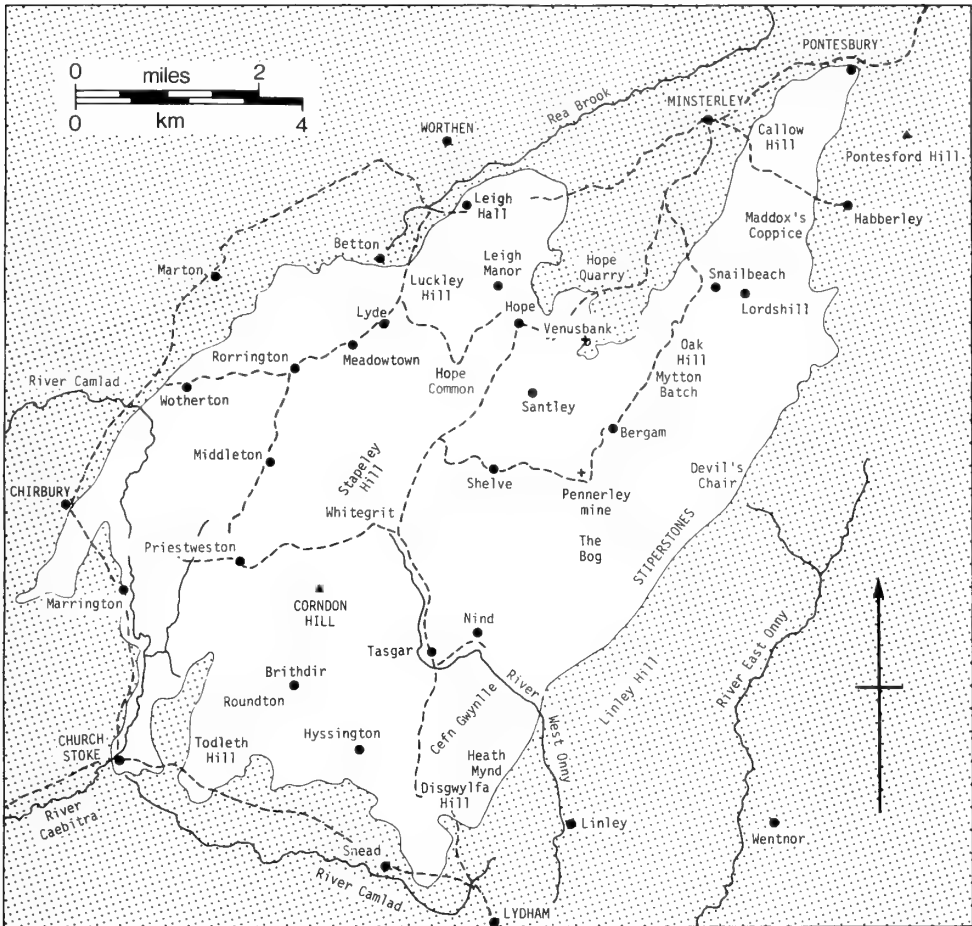 PONTESBURY
0 miles 2
0 km 4
MINSTERLEY
Rea Brook
WORTHEN
Callow
Hill
Pontesford Hill
Leigh
Hall
Habberley
Maddox's
Coppice
Betton
Leigh
Manor
Hope
Quarry
Marton
Luckley
Hill
Snailbeach
Lordshill
Hope
Lyde
Venusbank
Meadowtown
Oak
Hill
Rorrington
Hope
Common
Mytton
Batch
River Camlad
Wotherton
Santley
Bergam
Middleton
Stapeley
Hill
Shelve
Devil's
Chair
CHIRBURY
Pennerley
mine
Whitegrit
The
Bog
STIPERSTONES
Priestweston
Marrington
CORNDON
HILL
Nind
Tasgar
River East Onny
Brithdir
Roundton
River
West Onny
Linley Hill
Cefn Gwynlle
CHURCH
STOKE
Todleth
Hill
Hyssington
Heath
Mynd
Disgwylfa
Hill
River
Caebitra
Linley
Wentnor
Snead
River Camlad
LYDHAM